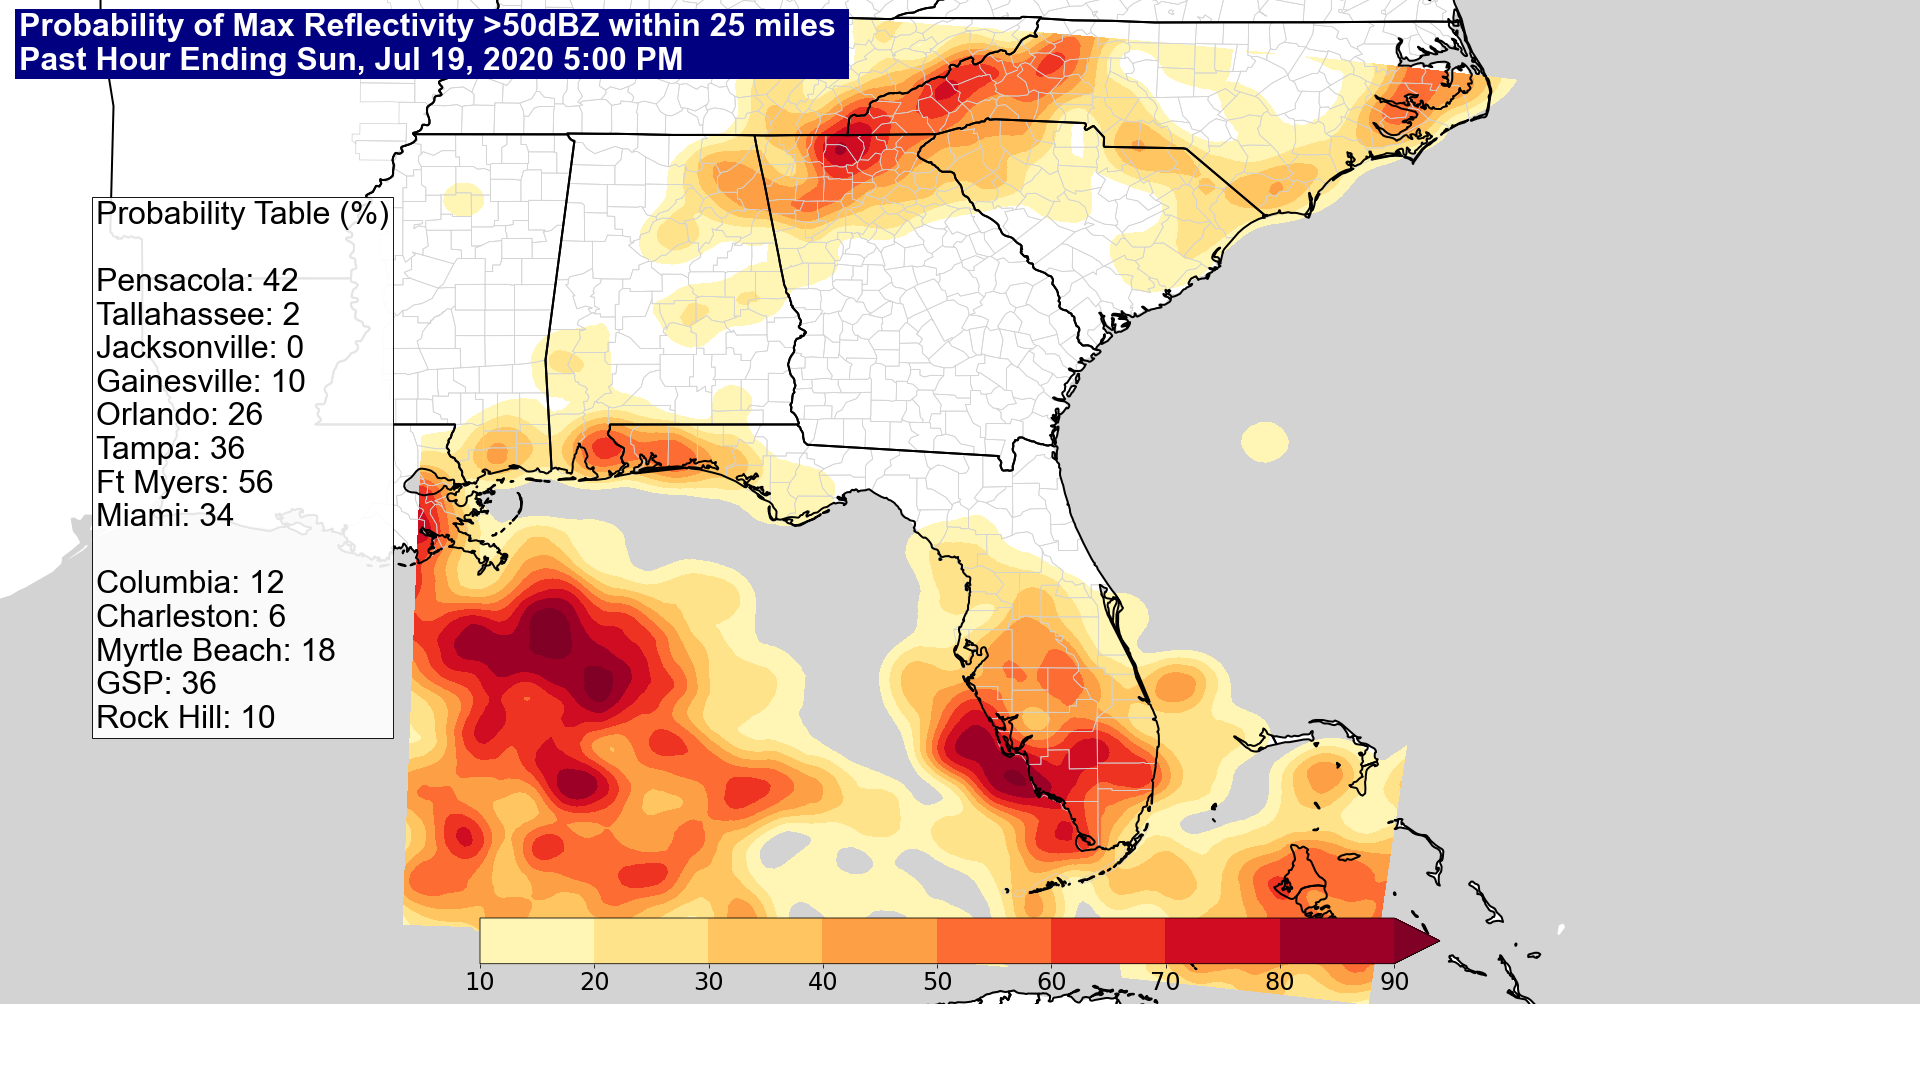 Probability of Max Reflectivity >50dBZ within 25 miles
Past Hour Ending Sun, Jul 19, 2020 5:00 PM
Probability Table (%)
Pensacola: 42
Tallahassee: 2
Jacksonville: 0
Gainesville: 10
Orlando: 26
Tampa: 36
Ft Myers: 56
Miami: 34
Columbia: 12
Charleston: 6
Myrtle Beach: 18
GSP: 36
Rock Hill: 10
10 20 30 40 50 60 70 80 90